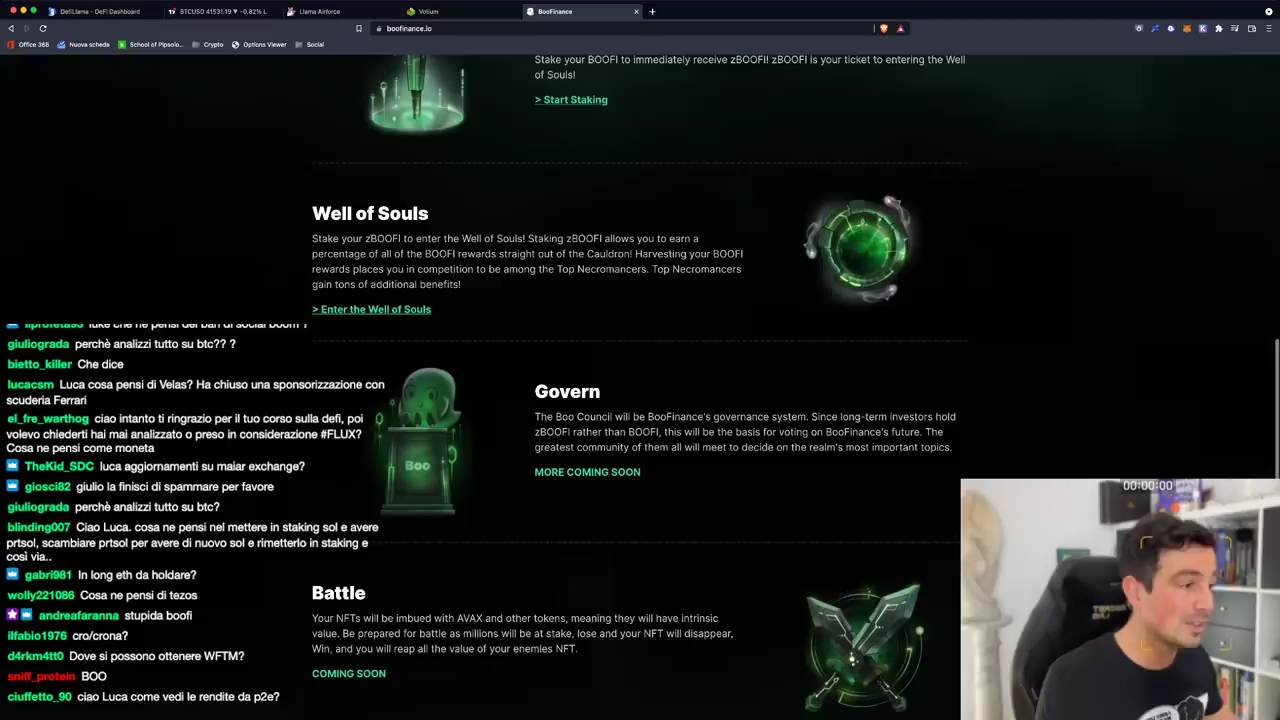 DefiLlama - DeFi Dashboard
BTCUSD 41531.19 ▼ −0.82% L
Llama Airforce
Votium
BooFinance
boofinance.io
Office 365
Nuova scheda
School of Pipsolo...
Crypto
Options Viewer
Social
Stake your BOOFI to immediately receive zBOOFI! zBOOFI is your ticket to entering the Well
of Souls!
> Start Staking
Well of Souls
Stake your zBOOFI to enter the Well of Souls! Staking zBOOFI allows you to earn a
percentage of all of the BOOFI rewards straight out of the Cauldron! Harvesting your BOOFI
rewards places you in competition to be among the Top Necromancers. Top Necromancers
gain tons of additional benefits!
> Enter the Well of Souls
luke che ne pensi dei ban di social boom ?
giuliograda perchè analizzi tutto su btc?? ?
bietto_killer Che dice
lucacsm Luca cosa pensi di Velas? Ha chiuso una sponsorizzazione con
scuderia Ferrari
el_fre_warthog ciao intanto ti ringrazio per il tuo corso sulla defi, poi
volevo chiederti hai mai analizzato o preso in considerazione #FLUX?
Cosa ne pensi come moneta
TheKid_SDC luca aggiornamenti su maiar exchange?
giosci82 giulio la finisci di spammare per favore
giuliograda perchè analizzi tutto su btc?
blinding007 Ciao Luca. cosa ne pensi nel mettere in staking sol e avere
prtsol, scambiare prtsol per avere di nuovo sol e rimetterlo in staking e
così via..
gabri981 In long eth da holdare?
wolly221086 Cosa ne pensi di tezos
andreafaranna stupida boofi
ilfabio1976 cro/crona?
d4rkm4tt0 Dove si possono ottenere WFTM?
sniff_protein BOO
ciuffetto_90 ciao Luca come vedi le rendite da p2e?
Boo
Govern
The Boo Council will be BooFinance's governance system. Since long-term investors hold
zBOOFI rather than BOOFI, this will be the basis for voting on BooFinance's future. The
greatest community of them all will meet to decide on the realm's most important topics.
MORE COMING SOON
00:00:00
Battle
Your NFTs will be imbued with AVAX and other tokens, meaning they will have intrinsic
value. Be prepared for battle as millions will be at stake, lose and your NFT will disappear,
Win, and you will reap all the value of your enemies NFT.
COMING SOON